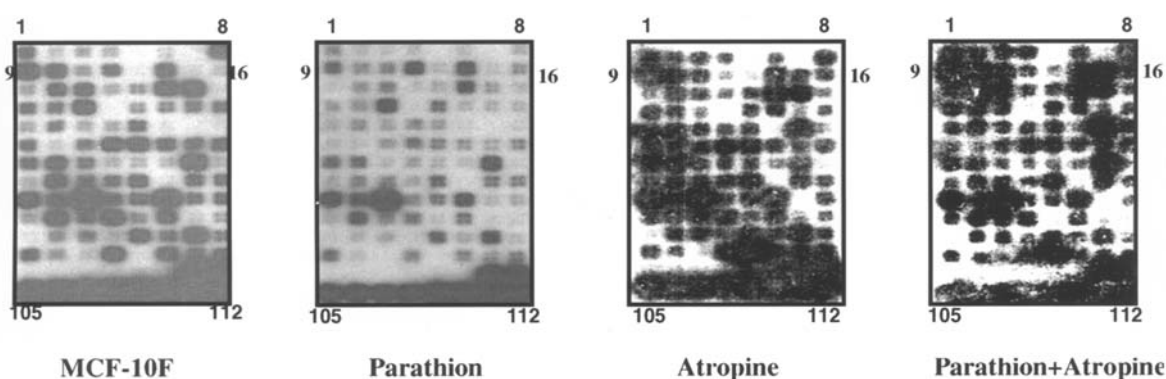 1 8 1 8 1 8 1 8
9 16 9 16 9 16 9 16
105 112 105 112 105 112 105 112
MCF-10F Parathion Atropine Parathion+Atropine